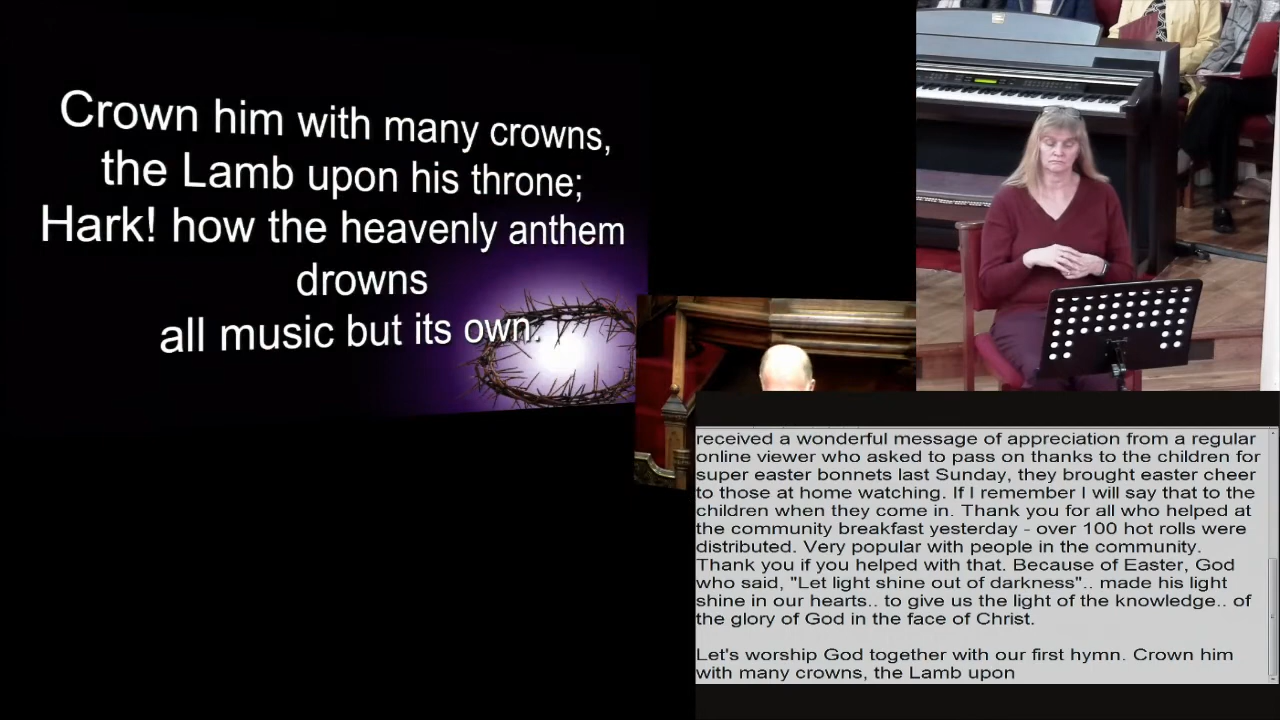 Crown him with many crowns,
the Lamb upon his throne;
Hark! how the heavenly anthem
drowns
all music but its own.
received a wonderful message of appreciation from a regular
online viewer who asked to pass on thanks to the children for
super easter bonnets last Sunday, they brought easter cheer
to those at home watching. If I remember I will say that to the
children when they come in. Thank you for all who helped at
the community breakfast yesterday - over 100 hot rolls were
distributed. Very popular with people in the community.
Thank you if you helped with that. Because of Easter, God
who said, "Let light shine out of darkness".. made his light
shine in our hearts.. to give us the light of the knowledge.. of
the glory of God in the face of Christ.
Let's worship God together with our first hymn. Crown him
with many crowns, the Lamb upon